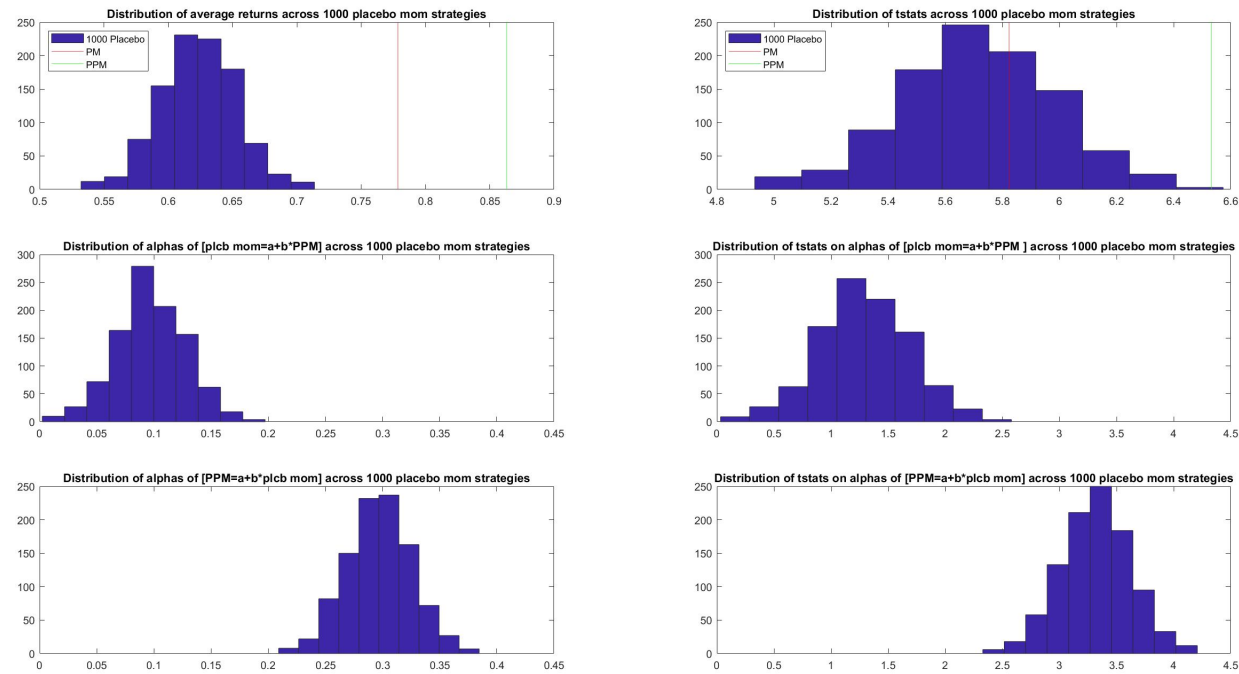 Distribution of average returns across 1000 placebo mom strategies
250
200
150
100
50
0
1000 Placebo
PM
PPM
0.5 0.55 0.6 0.65 0.7 0.75 0.8 0.85 0.9
Distribution of tstats across 1000 placebo mom strategies
250
200
150
100
50
0
1000 Placebo
PM
PPM
4.8 5 5.2 5.4 5.6 5.8 6 6.2 6.4 6.6
Distribution of alphas of [plcb mom=a+b*PPM] across 1000 placebo mom strategies
300
250
200
150
100
50
0
0 0.05 0.1 0.15 0.2 0.25 0.3 0.35 0.4 0.45
Distribution of tstats on alphas of [plcb mom=a+b*PPM ] across 1000 placebo mom strategies
300
250
200
150
100
50
0
0 0.5 1 1.5 2 2.5 3 3.5 4 4.5
Distribution of alphas of [PPM=a+b*plcb mom] across 1000 placebo mom strategies
250
200
150
100
50
0
0 0.05 0.1 0.15 0.2 0.25 0.3 0.35 0.4 0.45
Distribution of tstats on alphas of [PPM=a+b*plcb mom] across 1000 placebo mom strategies
250
200
150
100
50
0
0 0.5 1 1.5 2 2.5 3 3.5 4 4.5